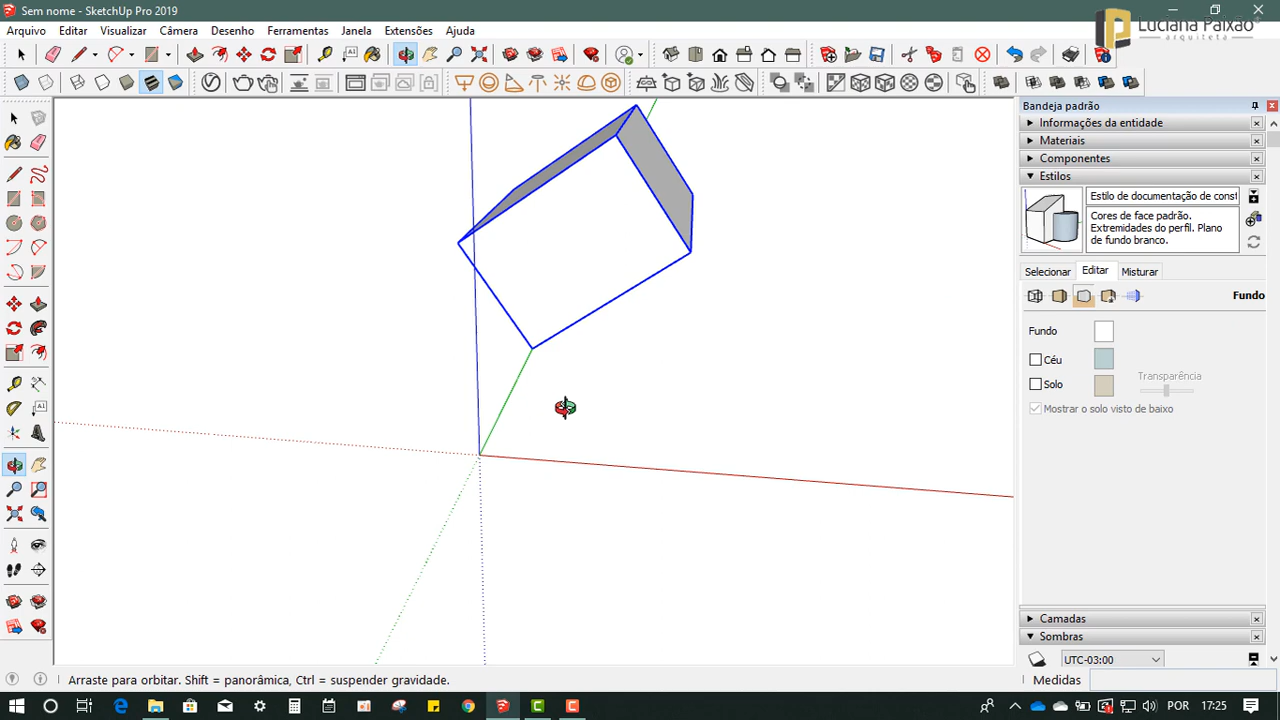 Sem nome - SketchUp Pro 2019
Luciana Paixão
arquiteta
Arquivo Editar Visualizar Câmera Desenho Ferramentas Janela Extensões Ajuda
Bandeja padrão
Informações da entidade
Materiais
Componentes
Estilos
Estilo de documentação de const
Cores de face padrão.
Extremidades do perfil. Plano
de fundo branco.
Selecionar Editar Misturar
Fundo
Fundo
Céu
Transparência
Solo
Mostrar o solo visto de baixo
Camadas
Sombras
UTC-03:00
Arraste para orbitar. Shift = panorâmica, Ctrl = suspender gravidade.
Medidas
POR 17:25